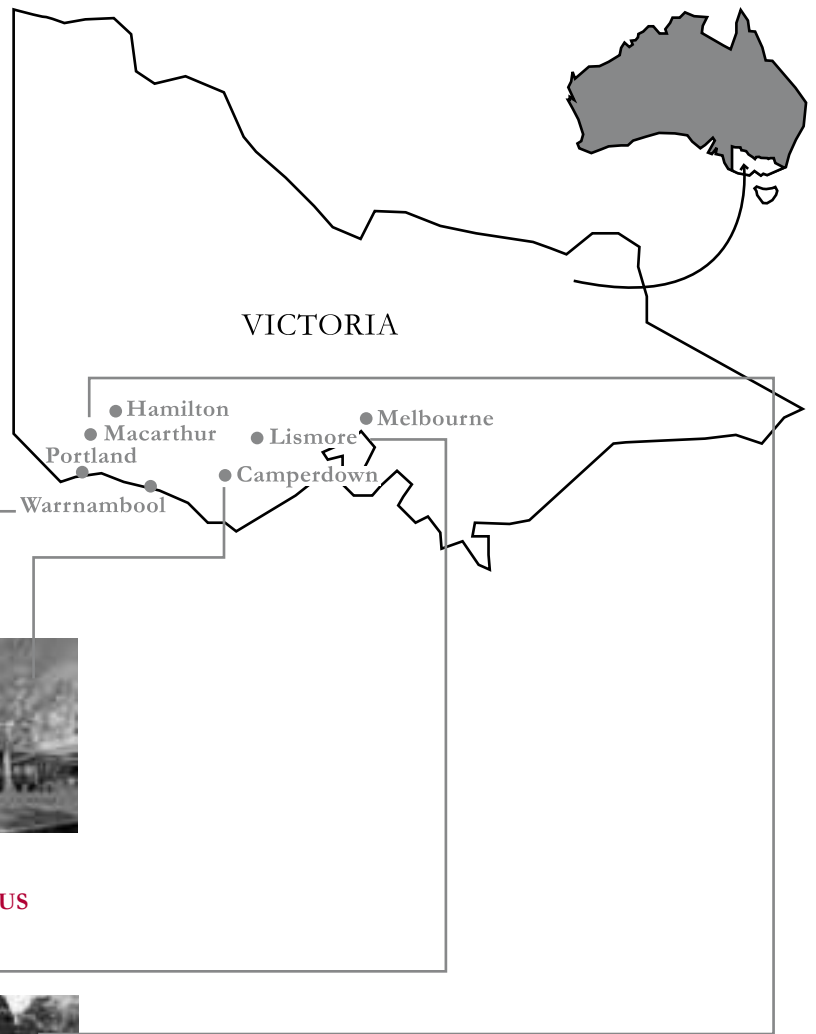 VICTORIA
Hamilton
Melbourne
Macarthur
Lismore
Portland
Camperdown
Warrnambool
US